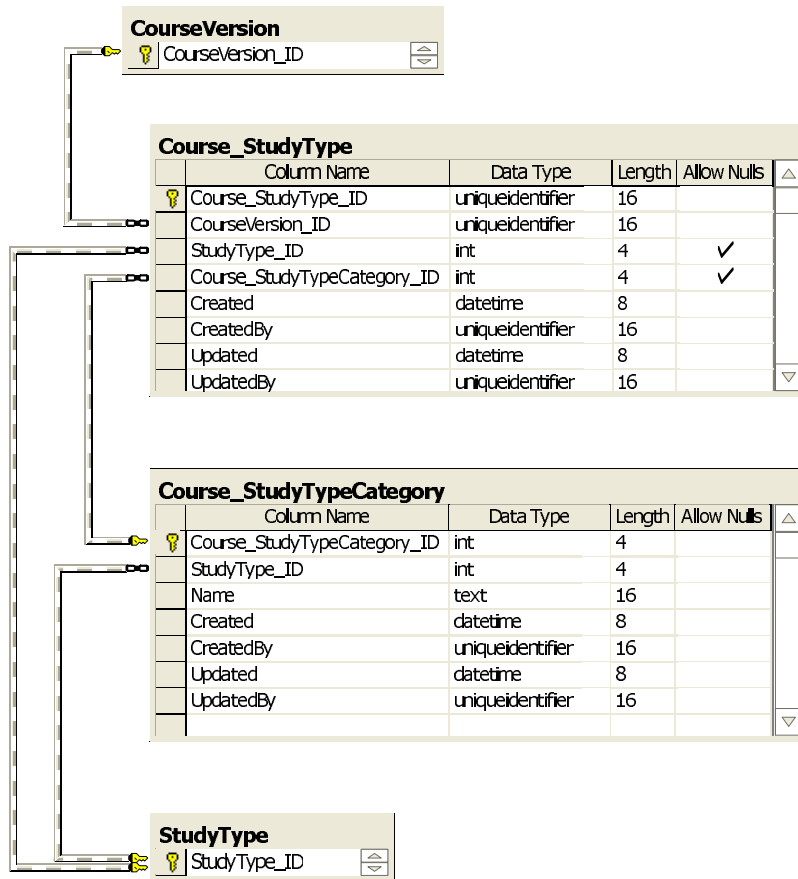 CourseVersion
CourseVersion_ID
Course_StudyType
Column Name Data Type Length Allow Nulls
Course_StudyType_ID uniqueidentifier 16
CourseVersion_ID uniqueidentifier 16
StudyType_ID int 4 ✓
Course_StudyTypeCategory_ID int 4 ✓
Created datetime 8
CreatedBy uniqueidentifier 16
Updated datetime 8
UpdatedBy uniqueidentifier 16
Course_StudyTypeCategory
Column Name Data Type Length Allow Nulls
Course_StudyTypeCategory_ID int 4
StudyType_ID int 4
Name text 16
Created datetime 8
CreatedBy uniqueidentifier 16
Updated datetime 8
UpdatedBy uniqueidentifier 16
StudyType
StudyType_ID